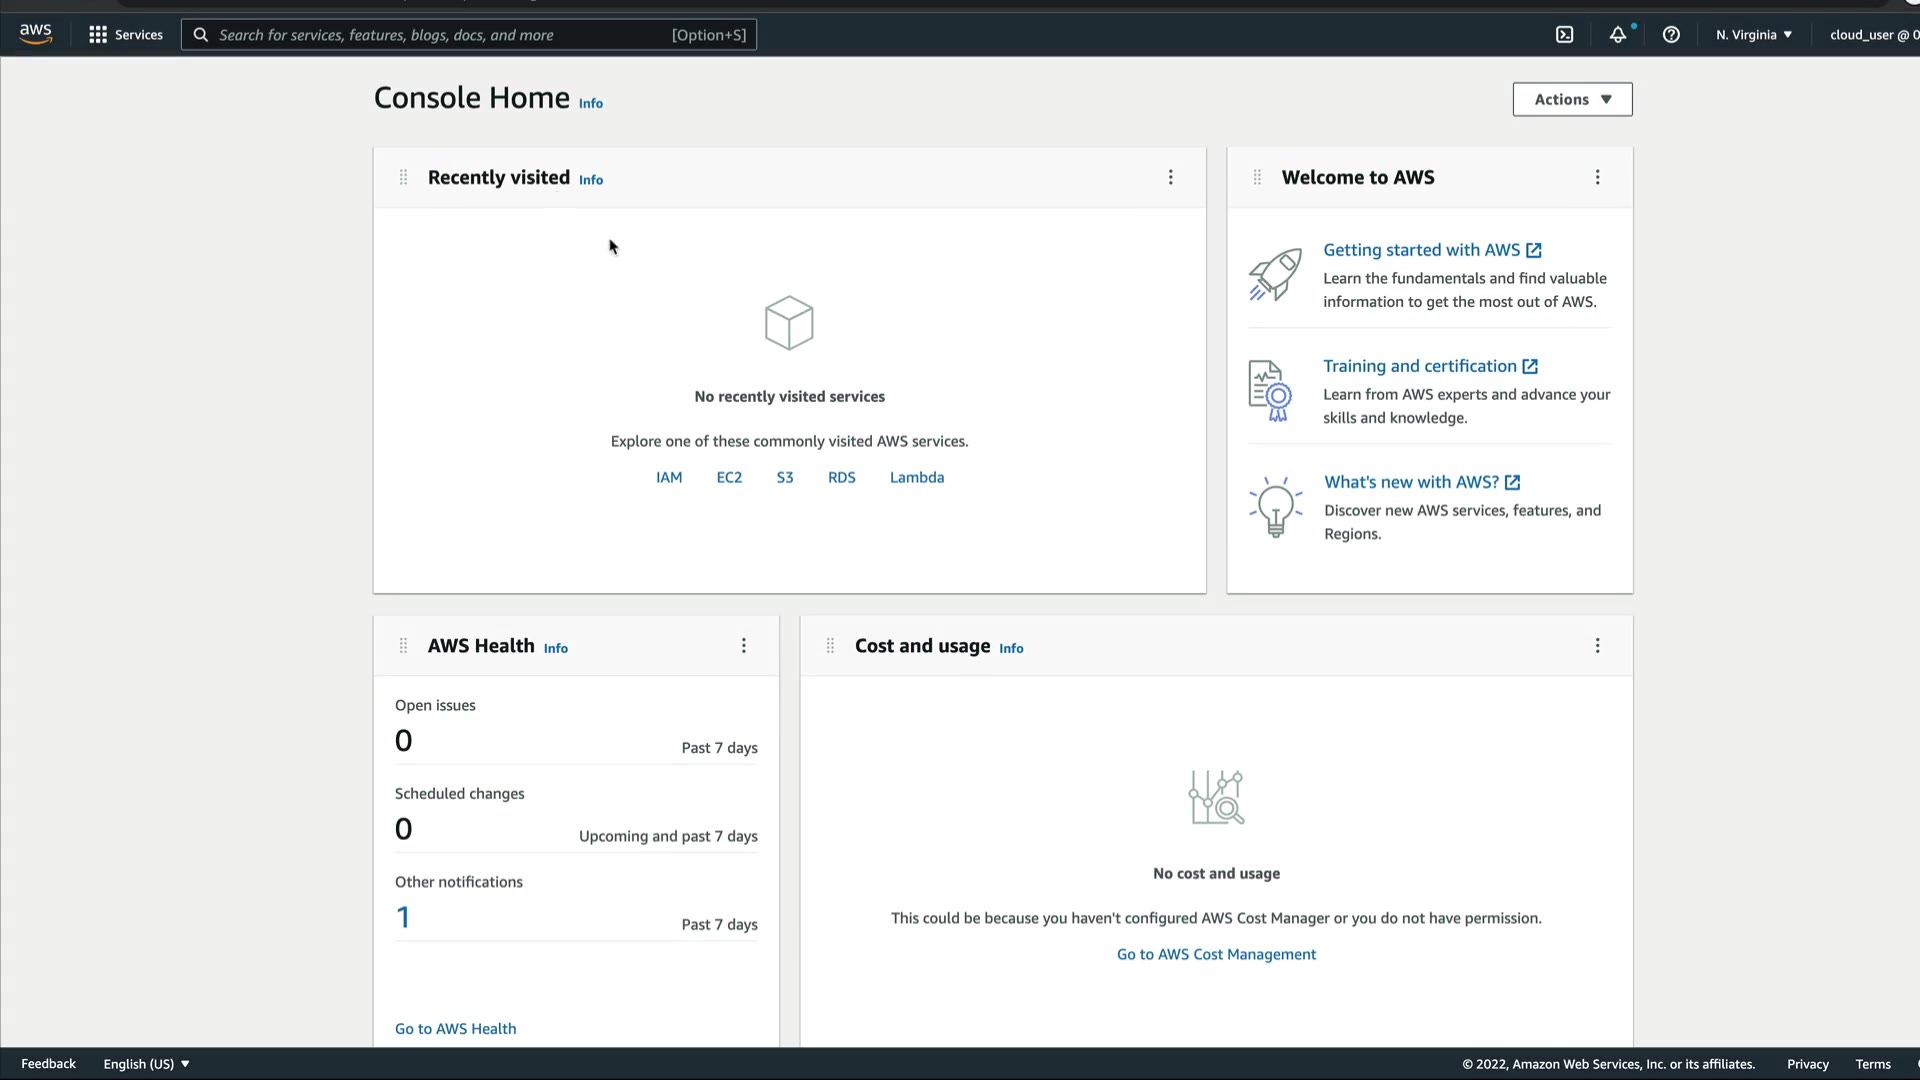 aws
Services
Search for services, features, blogs, docs, and more
[Option+S]
N. Virginia ▼
cloud_user @ 0
Console Home Info
Actions ▼
Recently visited Info
No recently visited services
Explore one of these commonly visited AWS services.
IAM EC2 S3 RDS Lambda
Welcome to AWS
Getting started with AWS
Learn the fundamentals and find valuable
information to get the most out of AWS.
Training and certification
Learn from AWS experts and advance your
skills and knowledge.
What's new with AWS?
Discover new AWS services, features, and
Regions.
AWS Health Info
Open issues
0 Past 7 days
Scheduled changes
0 Upcoming and past 7 days
Other notifications
1 Past 7 days
Go to AWS Health
Cost and usage Info
No cost and usage
This could be because you haven't configured AWS Cost Manager or you do not have permission.
Go to AWS Cost Management
Feedback English (US) ▼
© 2022, Amazon Web Services, Inc. or its affiliates. Privacy Terms